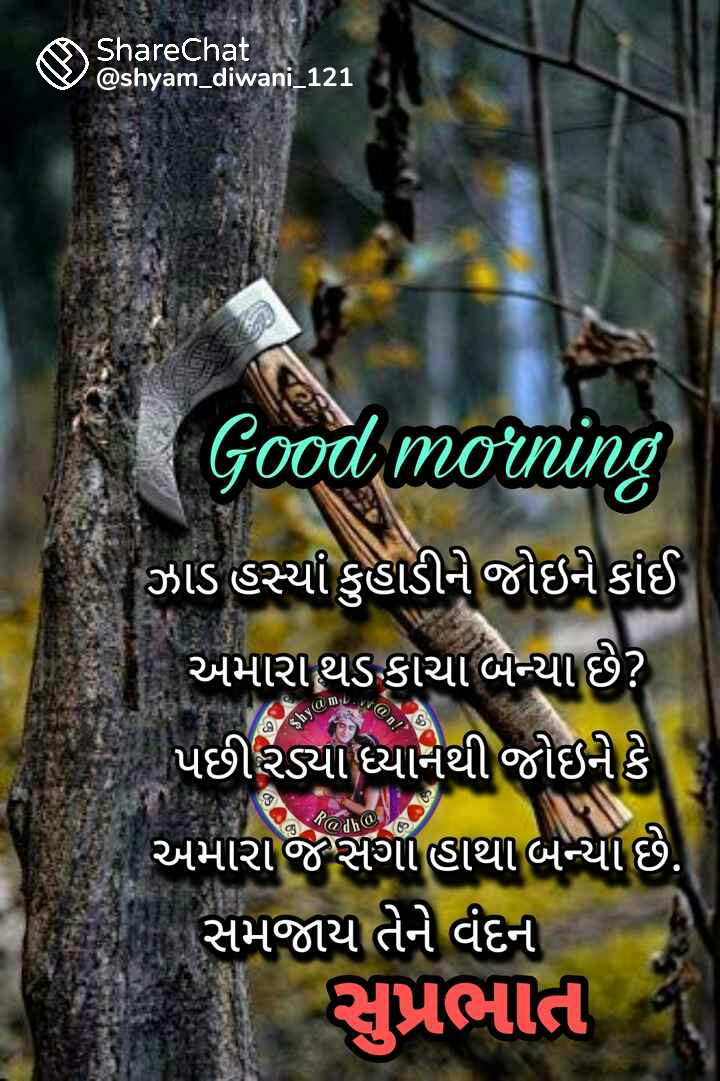 ShareChat
@shyam_diwani_121
Good morning
ઝાડ હસ્યાં કુહાડીને જોઇને કાંઈ
અમારા થડ કાચા બન્યા છે?
પછી રડ્યા ધ્યાનથી જોઇને કે
R@dh@
અમારા જ સગા હાથા બન્યા છે.
સમજાય તેને વંદન
સુપ્રભાત